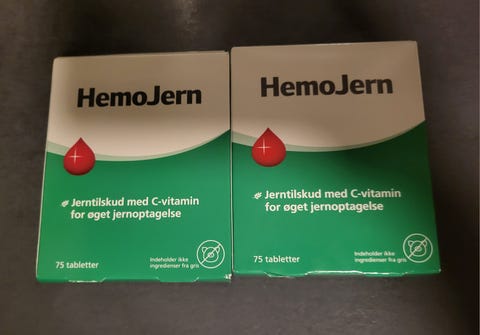 HemoJern
Jerntilskud med C-vitamin
for øget jernoptagelse
75 tabletter
Indeholder ikke
ingredienser fra gris
HemoJern
Jerntilskud med C-vitamin
for øget jernoptagelse
75 tabletter
Indeholder ikke
ingredienser fra gris